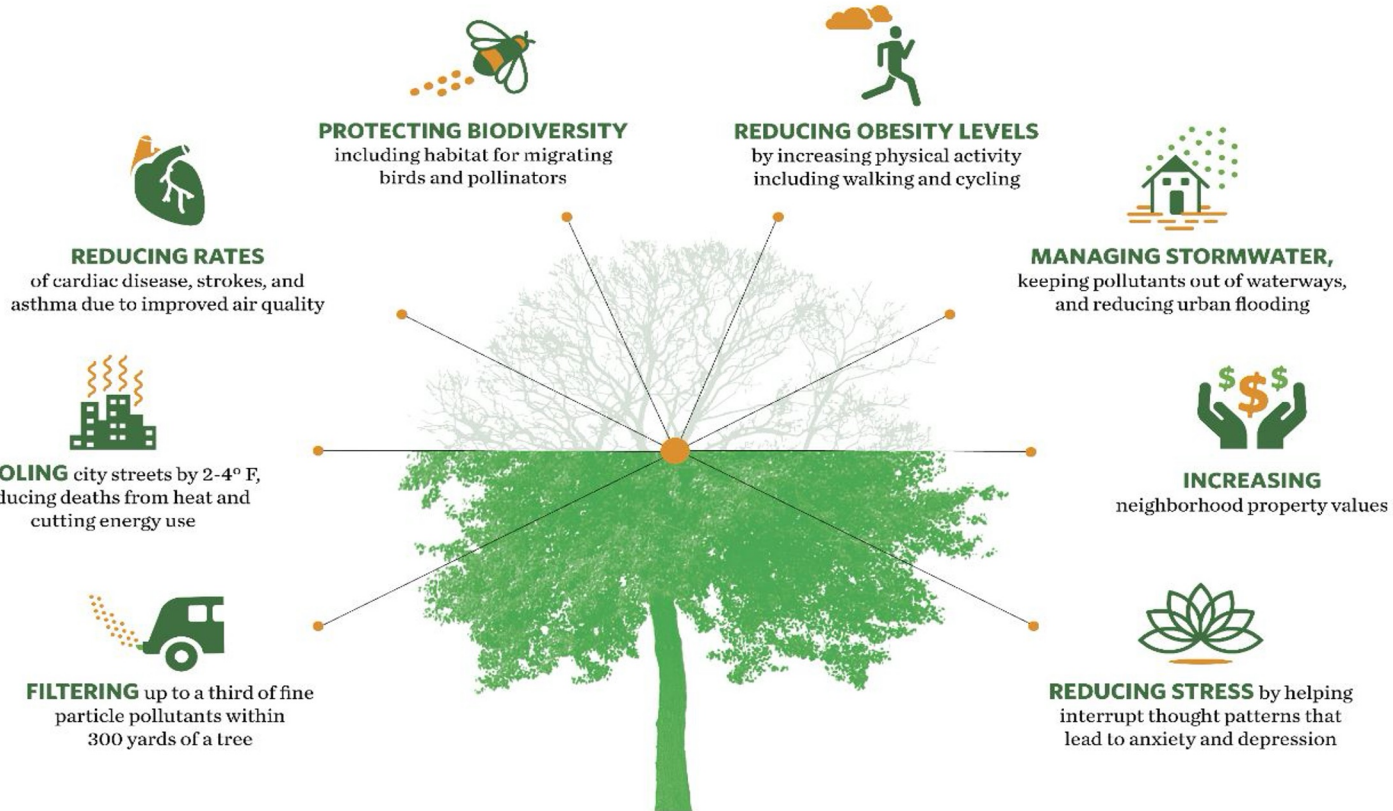 PROTECTING BIODIVERSITY
including habitat for migrating
birds and pollinators
REDUCING OBESITY LEVELS
by increasing physical activity
including walking and cycling
REDUCING RATES
of cardiac disease, strokes, and
asthma due to improved air quality
MANAGING STORMWATER,
keeping pollutants out of waterways,
and reducing urban flooding
OLING city streets by 2-4º F,
ducing deaths from heat and
cutting energy use
$ $ $
INCREASING
neighborhood property values
FILTERING up to a third of fine
particle pollutants within
300 yards of a tree
REDUCING STRESS by helping
interrupt thought patterns that
lead to anxiety and depression